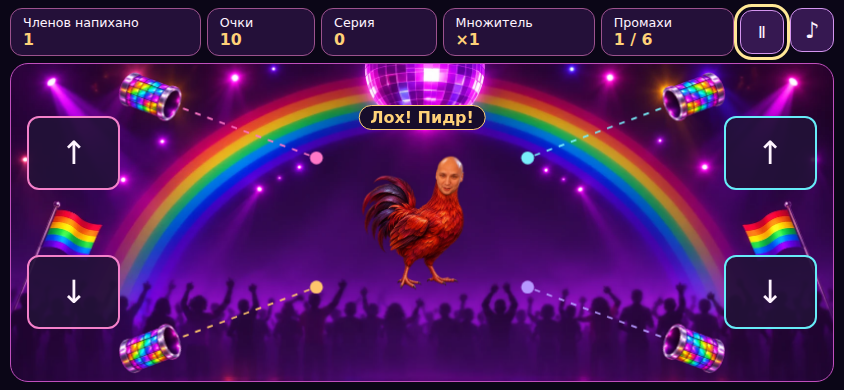 Членов напихано
1
Очки
10
Серия
0
Множитель
×1
Промахи
1 / 6
Лох! Пидр!